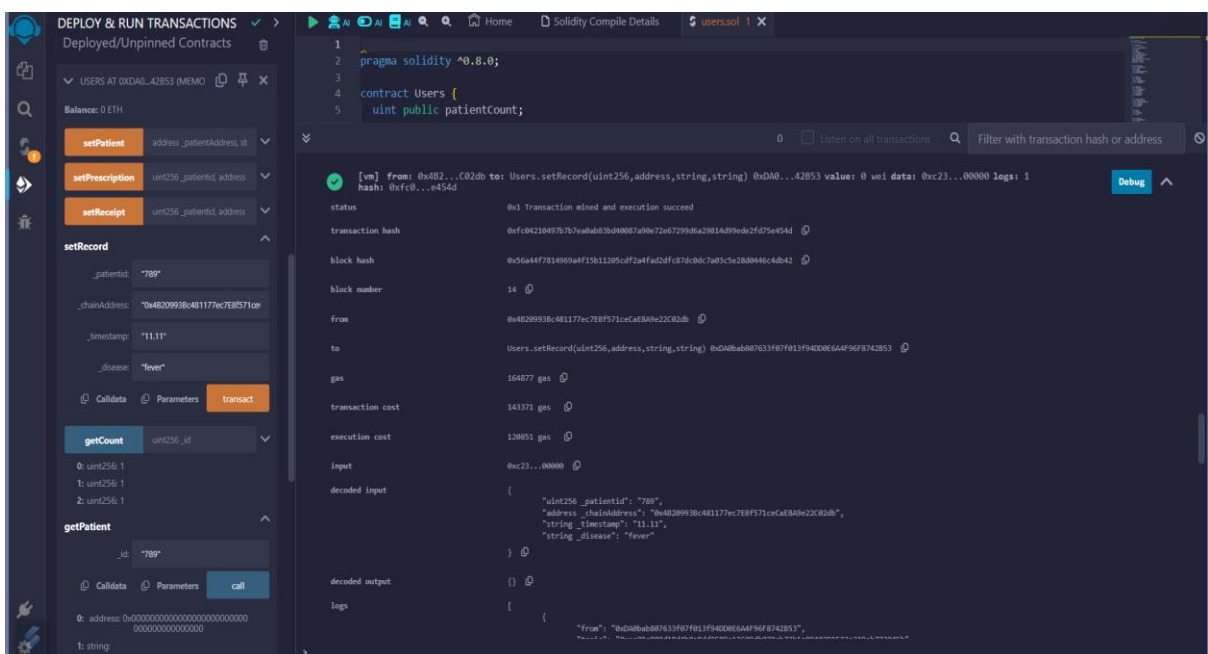 DEPLOY & RUN TRANSACTIONS
Deployed/Unpinned Contracts
USERS AT 0XDA0...42B53 (MEMO
Balance: 0 ETH
setPatient address _patientAddress, st
setPrescription uint256 _patientid, address
setReceipt uint256 _patientid, address
setRecord
_patientid: "789"
_chainAddress: "0x4B20993Bc481177ec7E8f571ce
_timestamp: "11.11"
_disease: "fever"
Calldata Parameters transact
getCount uint256 _id
0: uint256: 1
1: uint256: 1
2: uint256: 1
getPatient
_id: "789"
Calldata Parameters call
0: address: 0x00000000000000000000000000
00000000000000
1: string:
AI AI AI Home Solidity Compile Details users.sol 1
1
2 pragma solidity ^0.8.0;
3
4 contract Users {
5 uint public patientCount;
0 Listen on all transactions Filter with transaction hash or address
[vm] from: 0x4B2...C02db to: Users.setRecord(uint256,address,string,string) 0xDA0...42B53 value: 0 wei data: 0xc23...00000 logs: 1
hash: 0xfc0...e454d
Debug
status 0x1 Transaction mined and execution succeed
transaction hash
block hash
block number 14
from 0x4B20993Bc481177ec7E8f571ceCaE8A9e22C02db
to Users.setRecord(uint256,address,string,string)
gas 164877 gas
transaction cost 143371 gas
execution cost 120851 gas
input 0xc23...00000
decoded input {
"uint256 _patientid": "789",
"address _chainAddress": "0x4B20993Bc481177ec7E8f571ceCaE8A9e22C02db",
"string _timestamp": "11.11",
"string _disease": "fever"
}
decoded output {}
logs [
{
"from":